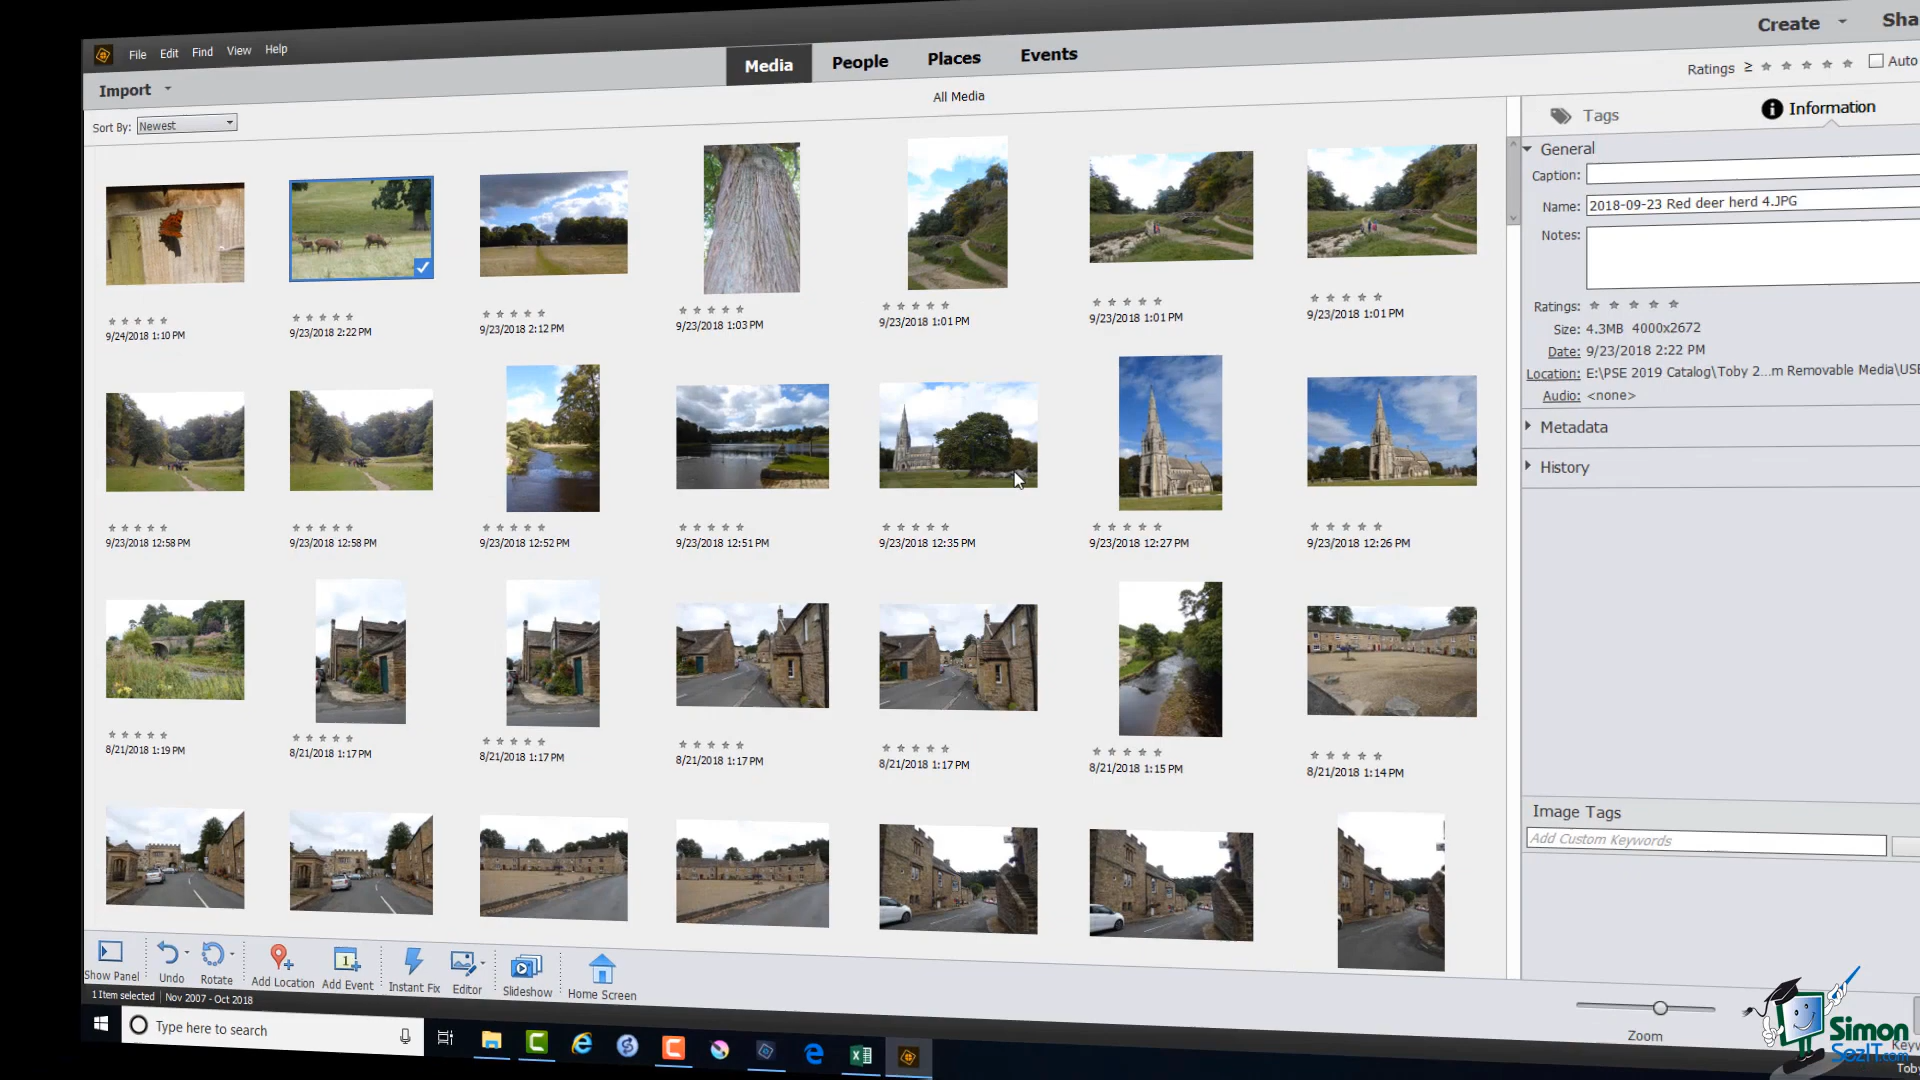 File Edit Find View Help
Create Sha
Media People Places Events
Import
Ratings ≥ Auto
All Media
Sort By: Newest
Tags Information
General
Caption:
Name: 2018-09-23 Red deer herd 4.JPG
Notes:
Ratings:
Size: 4.3MB 4000x2672
Date: 9/23/2018 2:22 PM
Location: E:\PSE 2019 Catalog\Toby 2...m Removable Media\USB
Audio: <none>
Metadata
History
9/24/2018 1:10 PM 9/23/2018 2:22 PM 9/23/2018 2:12 PM 9/23/2018 1:03 PM 9/23/2018 1:01 PM 9/23/2018 1:01 PM 9/23/2018 1:01 PM
9/23/2018 12:58 PM 9/23/2018 12:58 PM 9/23/2018 12:52 PM 9/23/2018 12:51 PM 9/23/2018 12:35 PM 9/23/2018 12:27 PM 9/23/2018 12:26 PM
8/21/2018 1:19 PM 8/21/2018 1:17 PM 8/21/2018 1:17 PM 8/21/2018 1:17 PM 8/21/2018 1:17 PM 8/21/2018 1:15 PM 8/21/2018 1:14 PM
Image Tags
Add Custom Keywords
Show Panel Undo Rotate Add Location Add Event Instant Fix Editor Slideshow Home Screen
1 Item selected Nov 2007 - Oct 2018
Zoom
Type here to search
Simon
SezIT.com
Keyw
Toby